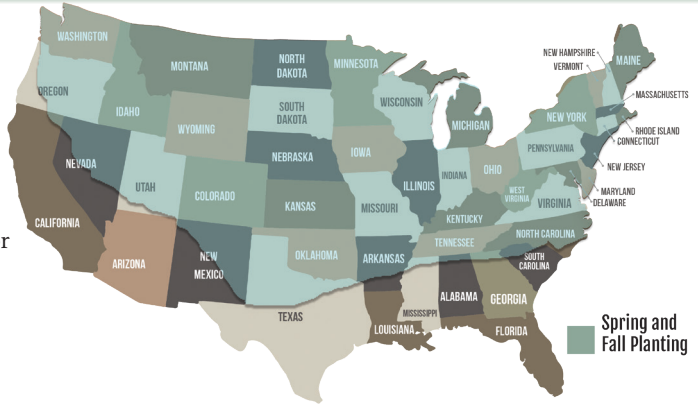 WASHINGTON
MONTANA
NORTH
DAKOTA
MINNESOTA
NEW HAMPSHIRE
VERMONT
MAINE
OREGON
IDAHO
SOUTH
DAKOTA
WISCONSIN
MICHIGAN
NEW YORK
MASSACHUSETTS
RHODE ISLAND
CONNECTICUT
WYOMING
NEBRASKA
IOWA
PENNSYLVANIA
NEW JERSEY
NEVADA
UTAH
COLORADO
ILLINOIS
INDIANA
OHIO
WEST
VIRGINIA
VIRGINIA
MARYLAND
DELAWARE
r
CALIFORNIA
KANSAS
MISSOURI
KENTUCKY
NORTH CAROLINA
ARIZONA
NEW
MEXICO
OKLAHOMA
ARKANSAS
TENNESSEE
SOUTH
CAROLINA
TEXAS
LOUISIANA
MISSISSIPPI
ALABAMA
GEORGIA
FLORIDA
Spring and
Fall Planting